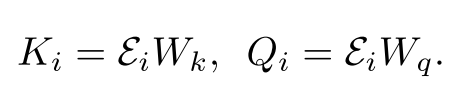 $K_i = \mathcal{E}_i W_k, \;\; Q_i = \mathcal{E}_i W_q.$